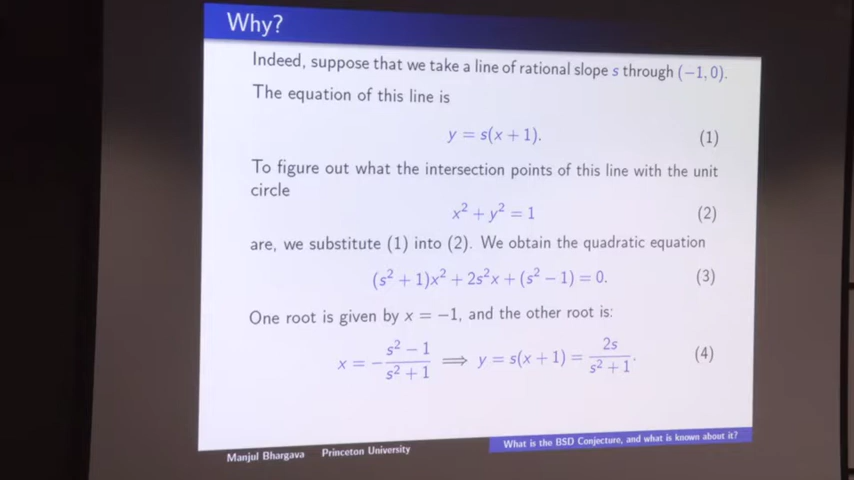 Why?
Indeed, suppose that we take a line of rational slope s through (−1, 0).
The equation of this line is
y = s(x + 1). (1)
To figure out what the intersection points of this line with the unit
circle
x² + y² = 1 (2)
are, we substitute (1) into (2). We obtain the quadratic equation
(s² + 1)x² + 2s²x + (s² − 1) = 0. (3)
One root is given by x = −1, and the other root is:
x = −(s² − 1)/(s² + 1) ⟹ y = s(x + 1) = 2s/(s² + 1). (4)
Manjul Bhargava Princeton University What is the BSD Conjecture, and what is known about it?